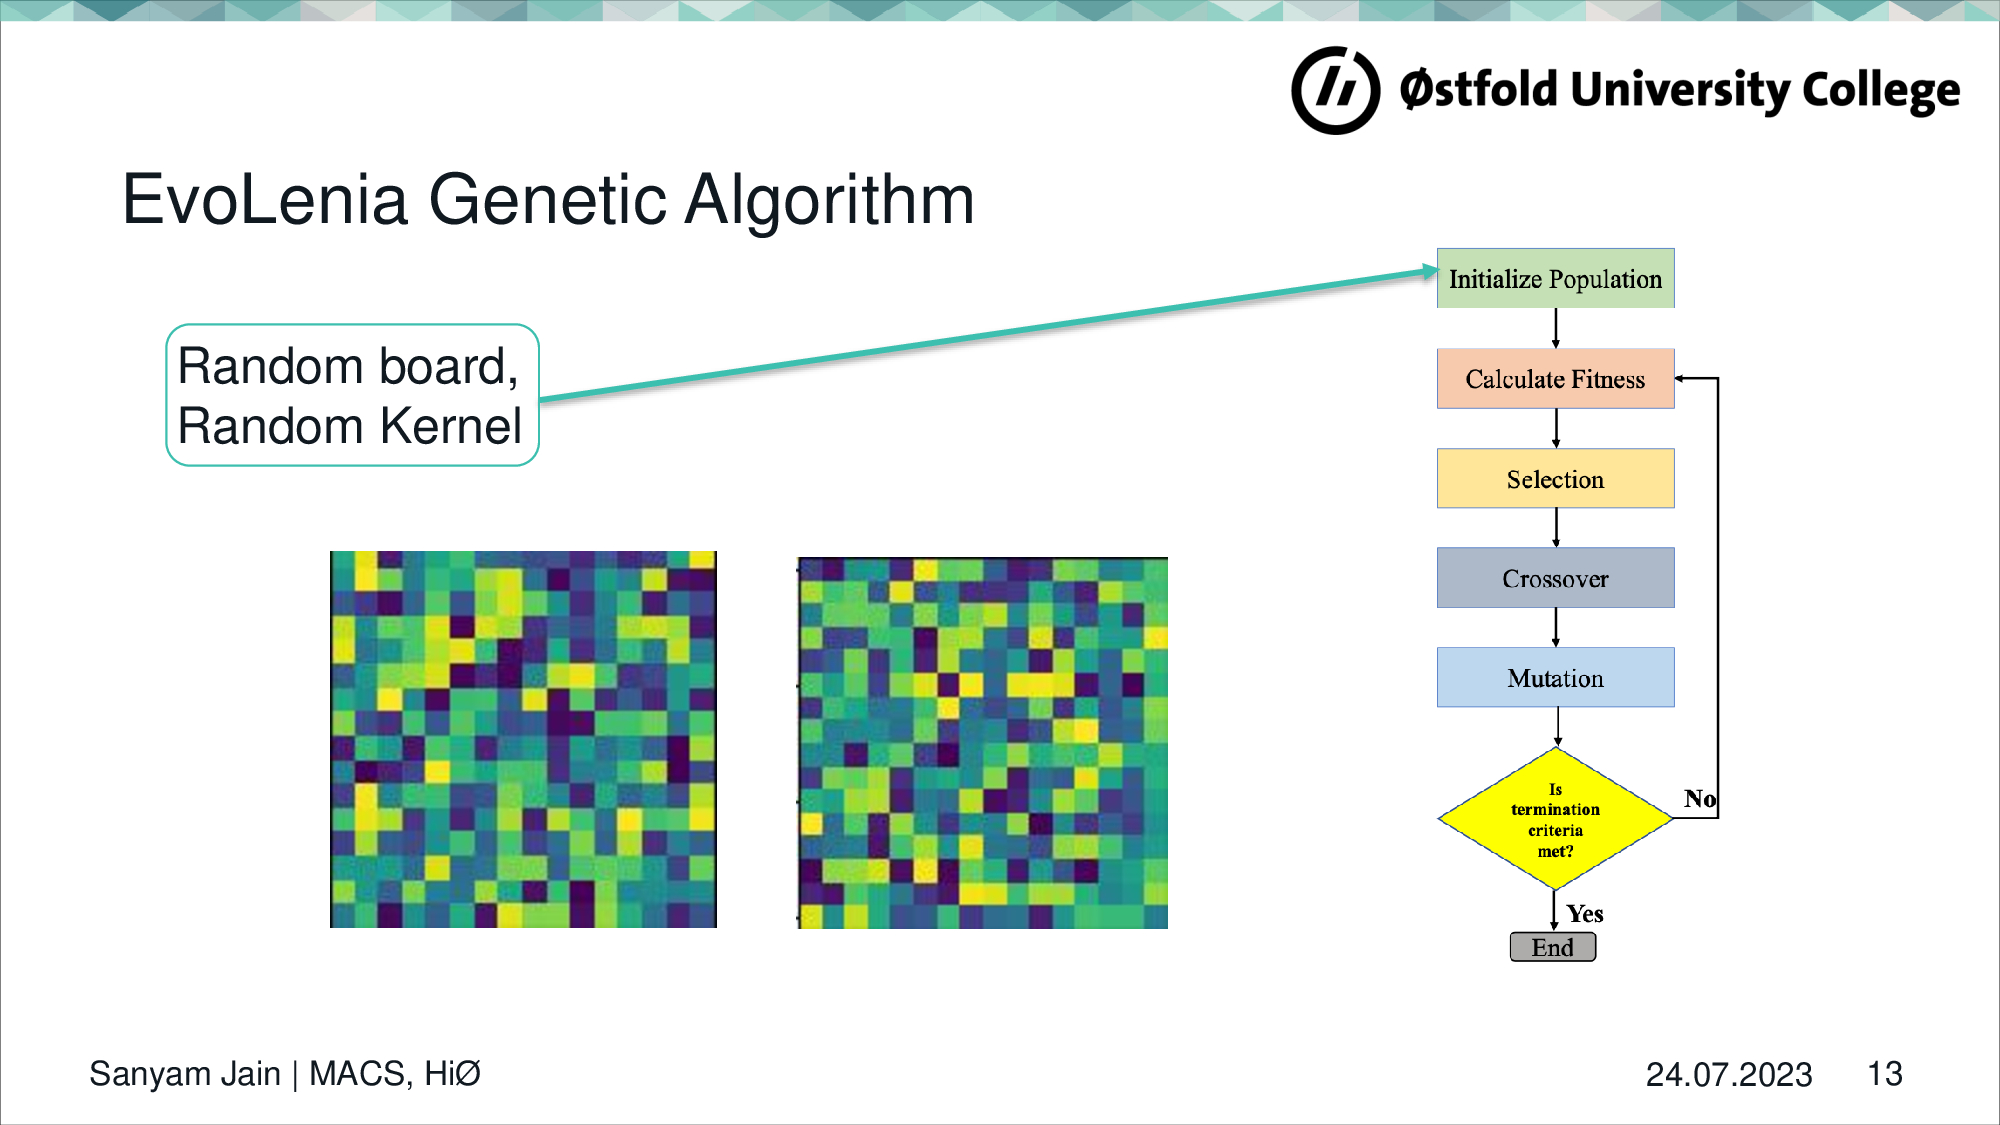 Østfold University College
EvoLenia Genetic Algorithm
Random board,
Random Kernel
Initialize Population
Calculate Fitness
Selection
Crossover
Mutation
Is
termination
criteria
met?
No
Yes
End
Sanyam Jain | MACS, HiØ
24.07.2023
13